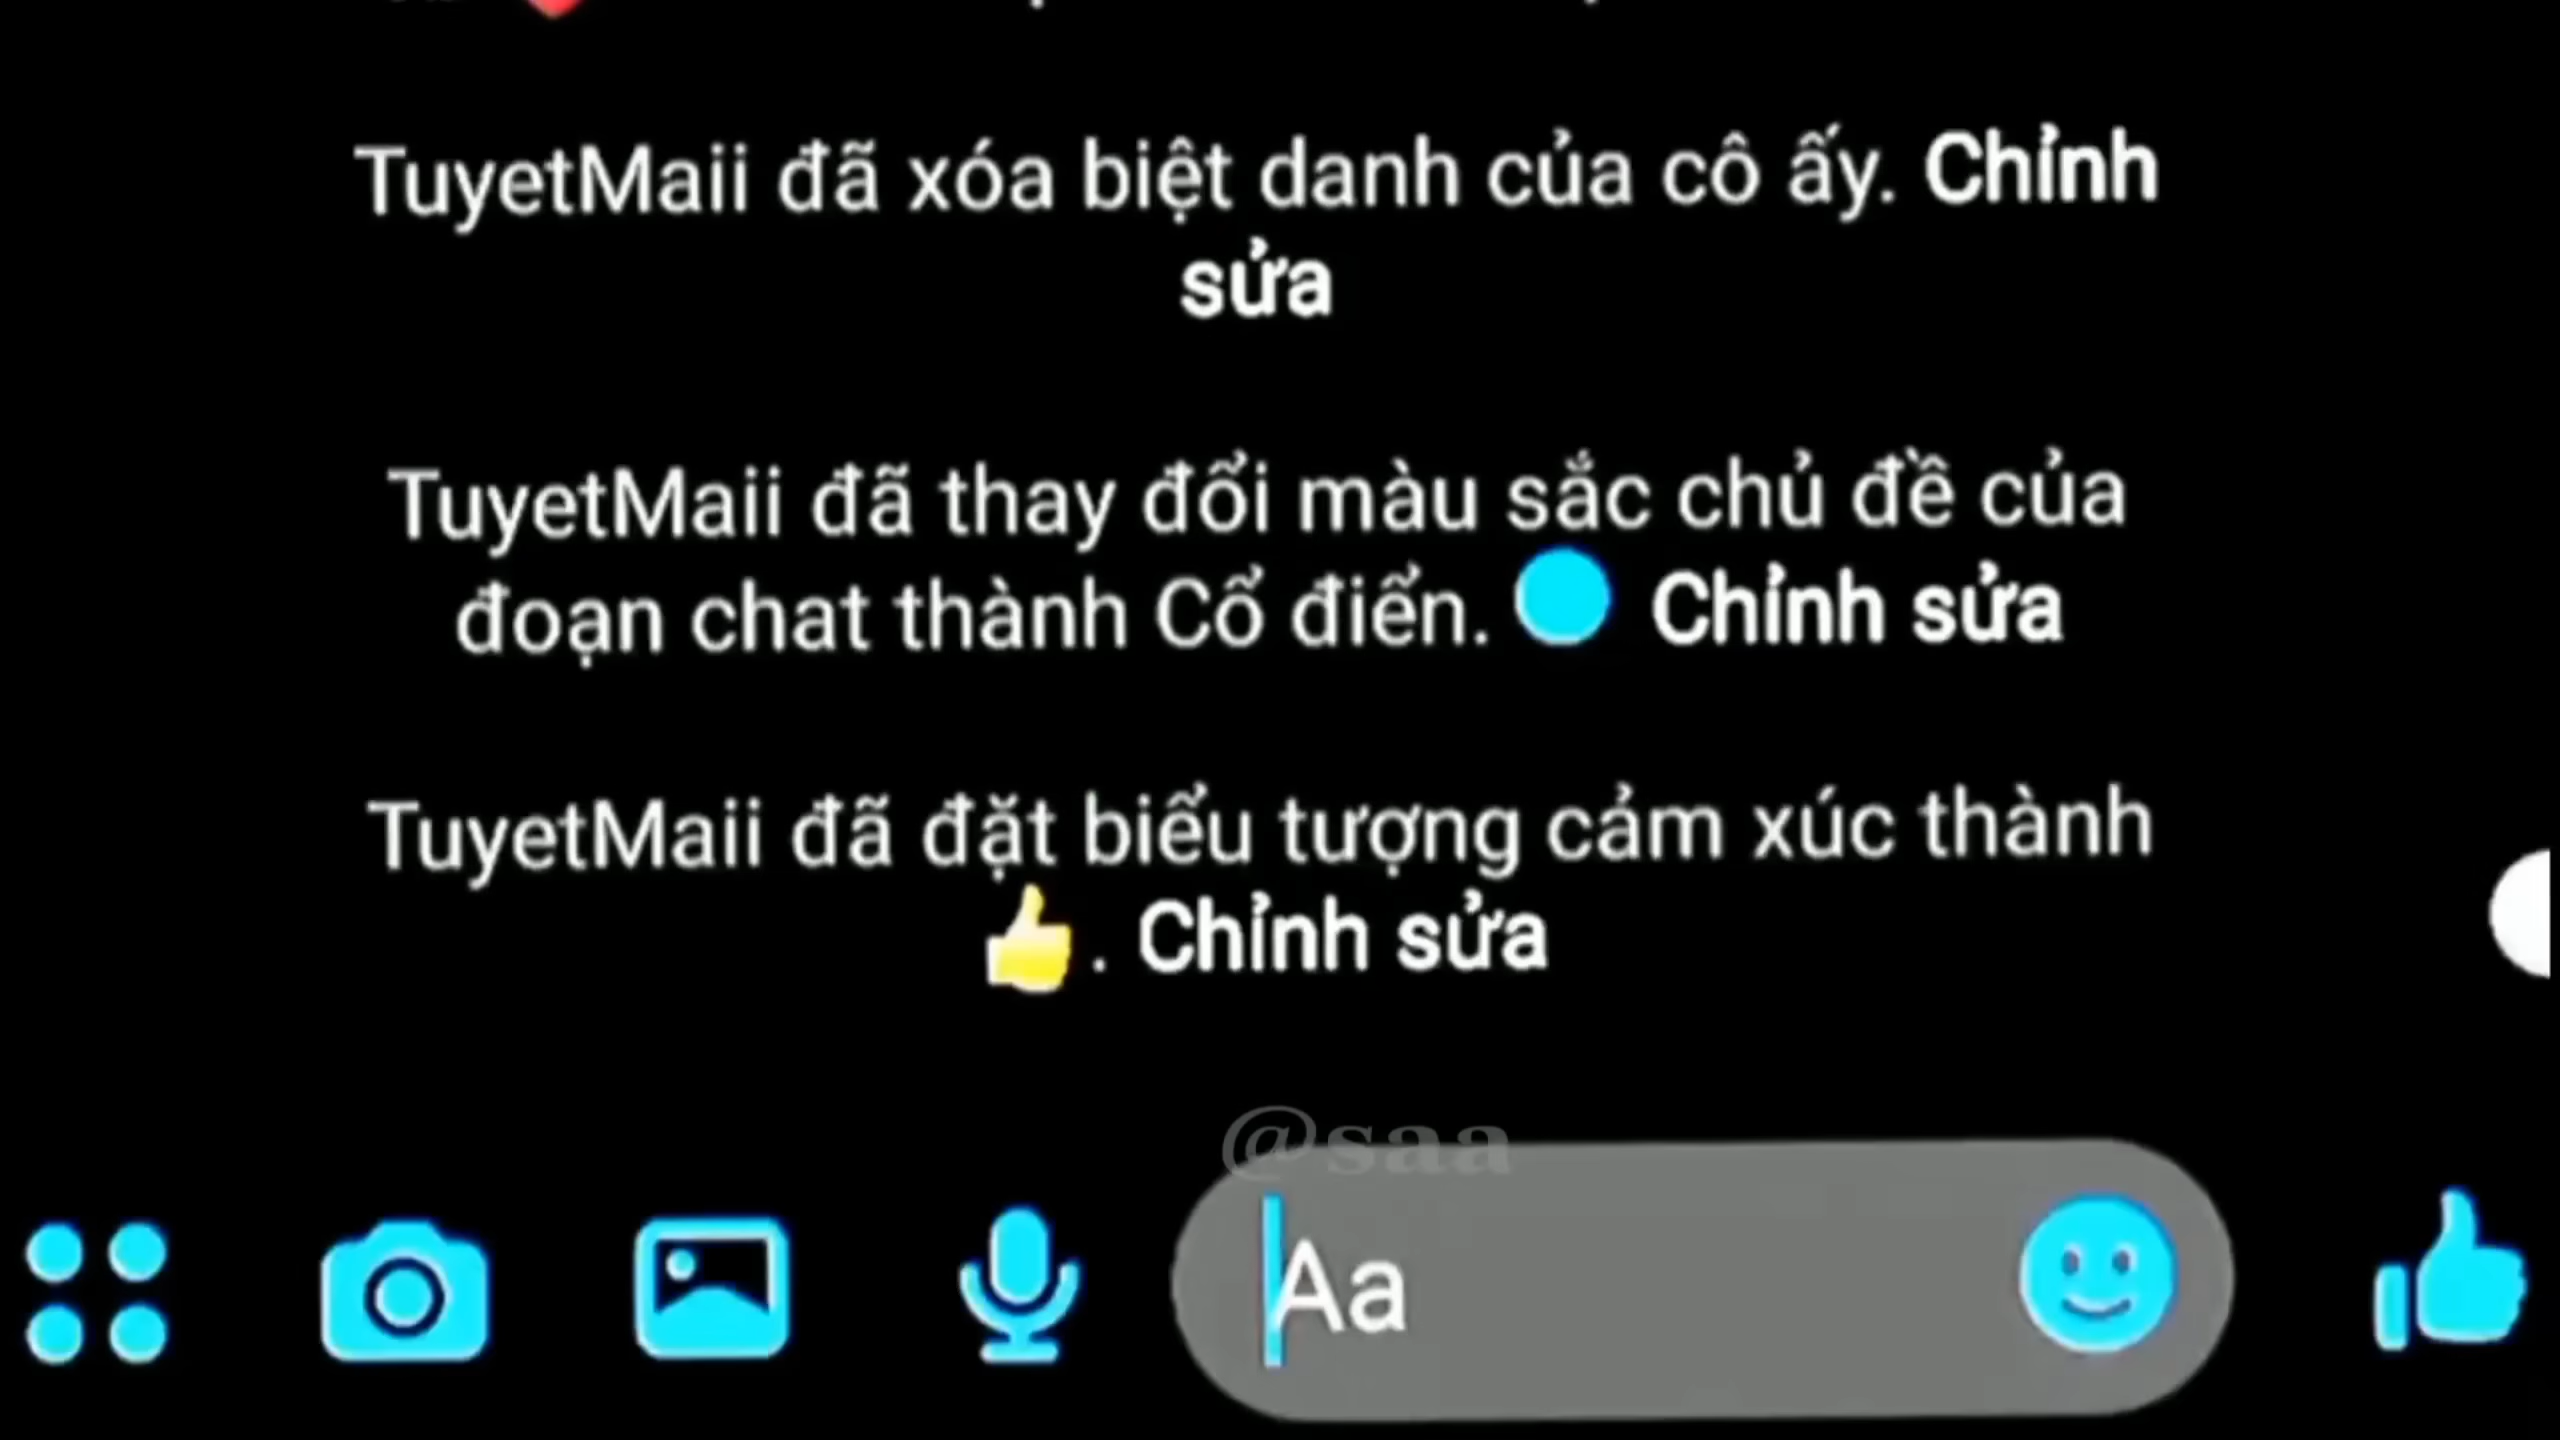 TuyetMaii đã xóa biệt danh của cô ấy. Chỉnh
sửa
TuyetMaii đã thay đổi màu sắc chủ đề của
đoạn chat thành Cổ điển. Chỉnh sửa
TuyetMaii đã đặt biểu tượng cảm xúc thành
👍. Chỉnh sửa
@saa
Aa